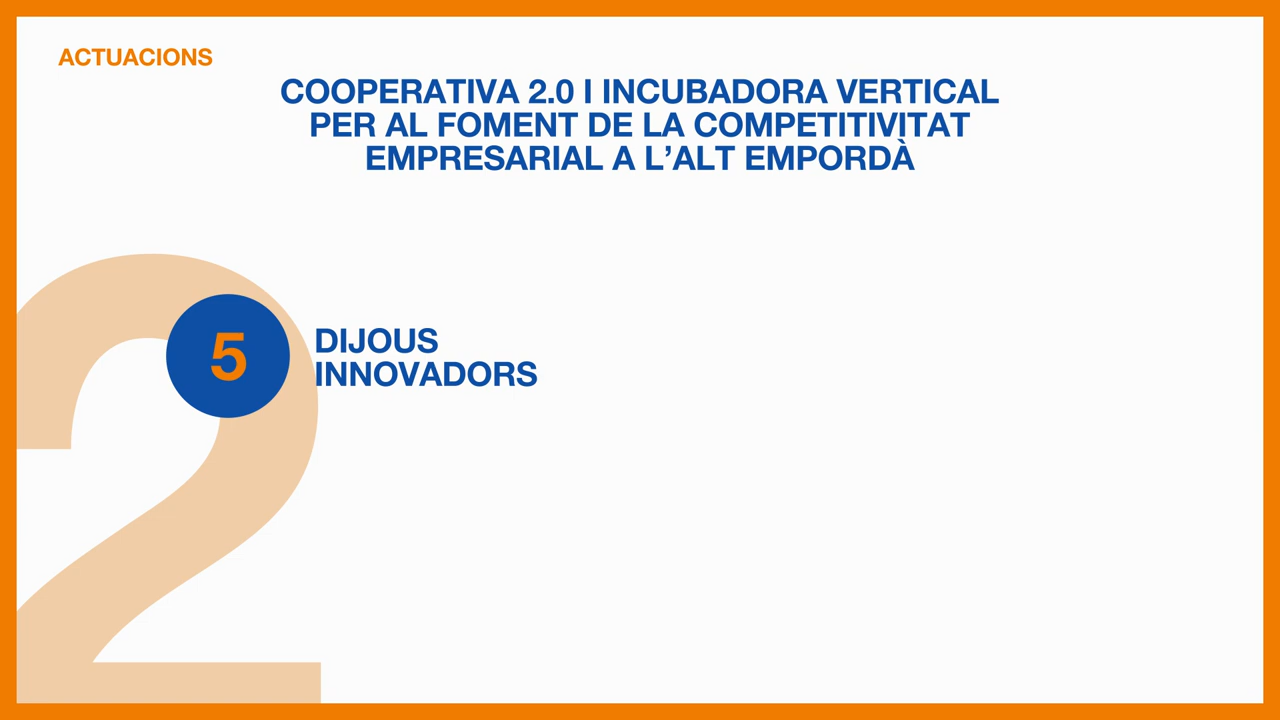 ACTUACIONS
COOPERATIVA 2.0 I INCUBADORA VERTICAL
PER AL FOMENT DE LA COMPETITIVITAT
EMPRESARIAL A L’ALT EMPORDÀ
2
5
DIJOUS
INNOVADORS